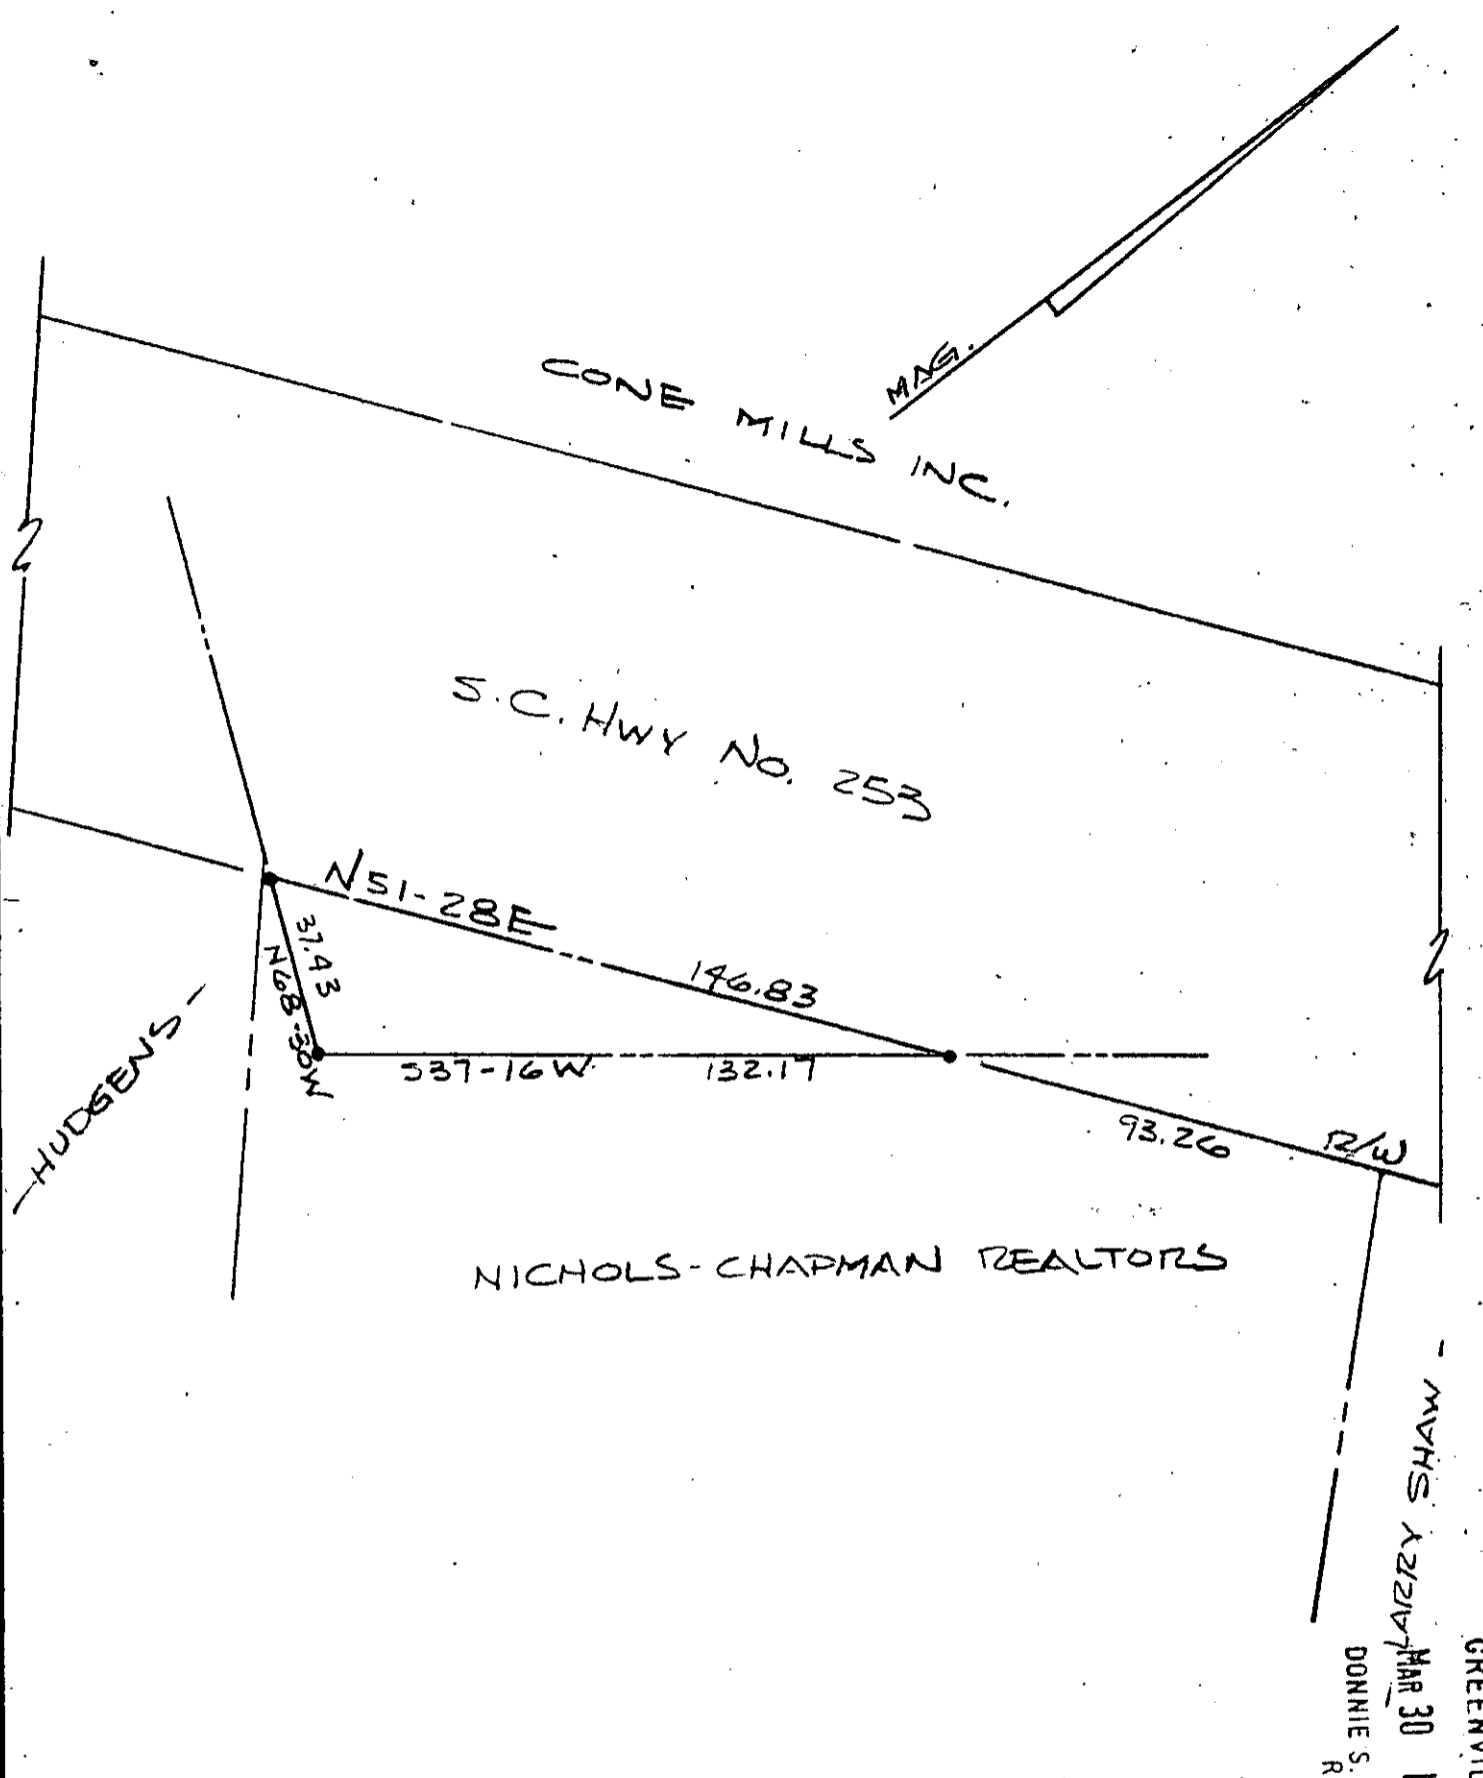 MAG.
CONE MILLS INC.
S.C. HWY No. 253
N51-28E
146.83
37.43
N68-30W
S37-16W
132.17
93.26
R/W
-HUDGENS-
NICHOLS-CHAPMAN REALTORS
LARRY SHAW -
MAR 30
DONNIE S.